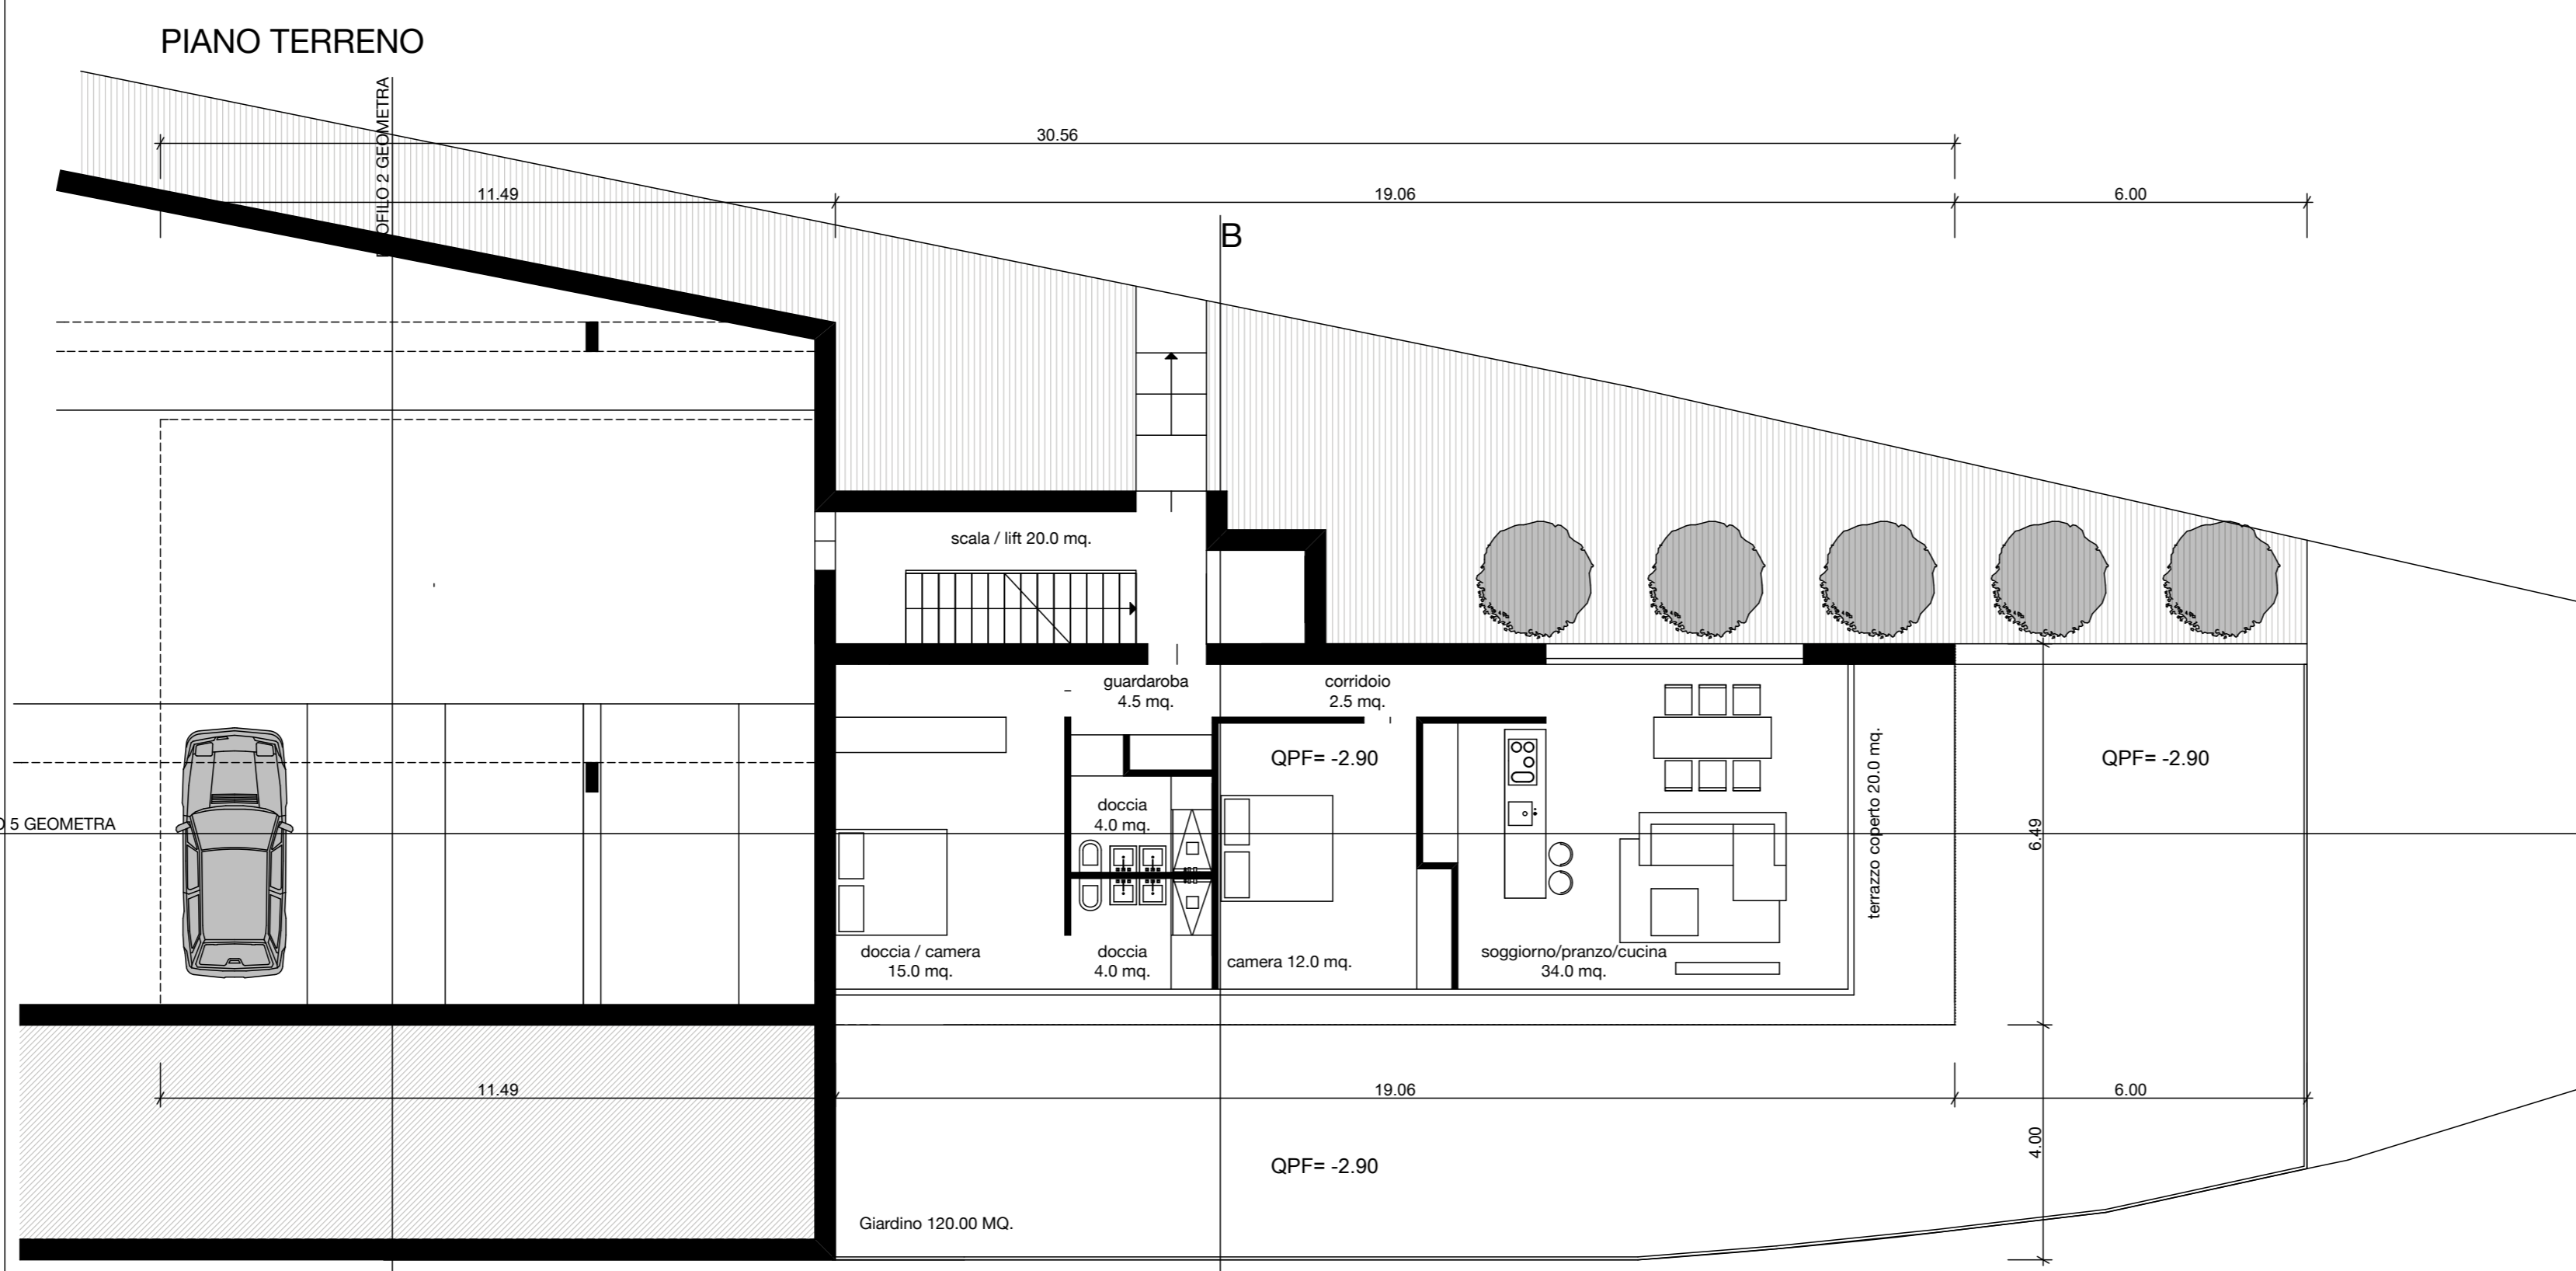 PIANO TERRENO
OFILO 2 GEOMETRA
30.56
11.49
19.06
6.00
B
scala / lift 20.0 mq.
guardaroba
4.5 mq.
corridoio
2.5 mq.
QPF= -2.90
QPF= -2.90
terrazzo coperto 20.0 mq.
doccia
4.0 mq.
5 GEOMETRA
6.49
doccia / camera
15.0 mq.
doccia
4.0 mq.
camera 12.0 mq.
soggiorno/pranzo/cucina
34.0 mq.
11.49
19.06
6.00
4.00
QPF= -2.90
Giardino 120.00 MQ.